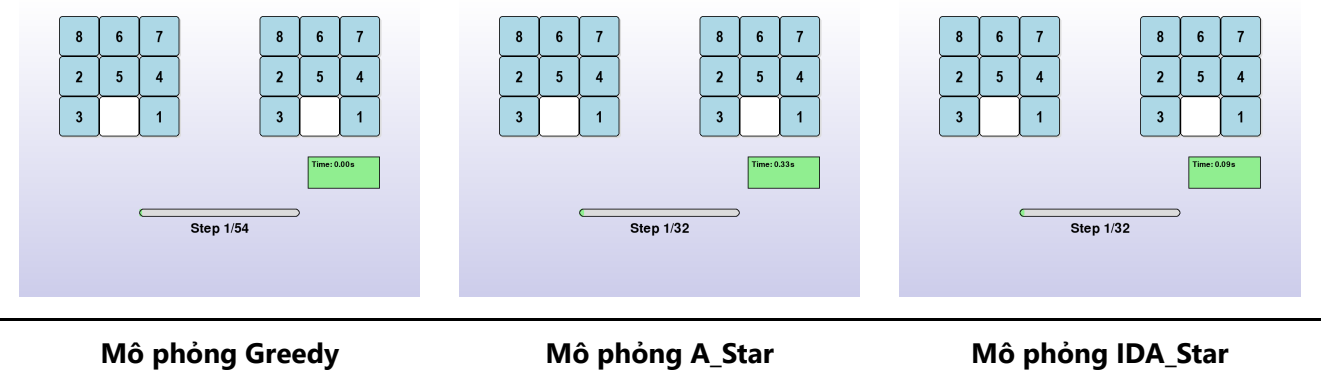 8 6 7 8 6 7 8 6 7 8 6 7 8 6 7 8 6 7
2 5 4 2 5 4 2 5 4 2 5 4 2 5 4 2 5 4
3 1 3 1 3 1 3 1 3 1 3 1
Time: 0.00s Time: 0.33s Time: 0.09s
Step 1/54 Step 1/32 Step 1/32
Mô phỏng Greedy Mô phỏng A_Star Mô phỏng IDA_Star